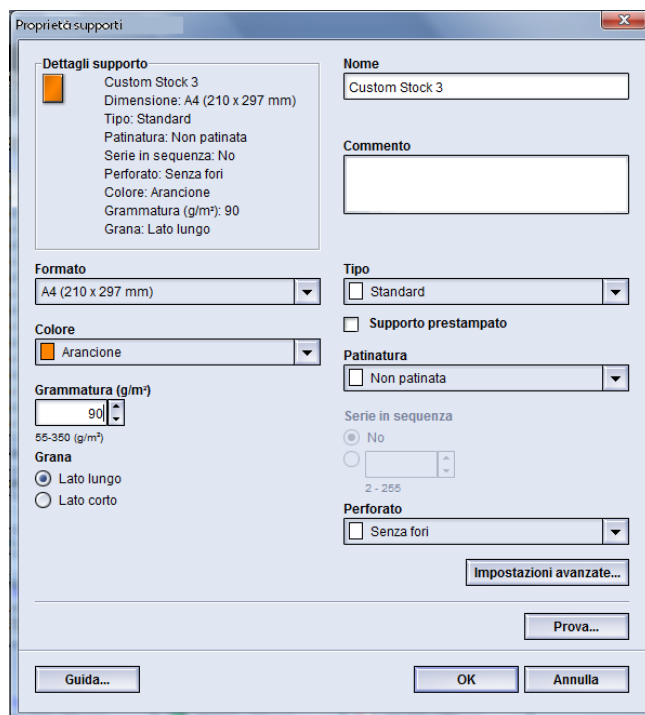 Proprietà supporti
Dettagli supporto
Custom Stock 3
Dimensione: A4 (210 x 297 mm)
Tipo: Standard
Patinatura: Non patinata
Serie in sequenza: No
Perforato: Senza fori
Colore: Arancione
Grammatura (g/m²): 90
Grana: Lato lungo
Nome
Custom Stock 3
Commento
Formato
A4 (210 x 297 mm)
Tipo
Standard
Supporto prestampato
Colore
Arancione
Patinatura
Non patinata
Grammatura (g/m²)
90
55-350 (g/m²)
Grana
Lato lungo
Lato corto
Serie in sequenza
No
2 - 255
Perforato
Senza fori
Impostazioni avanzate...
Prova...
Guida...
OK
Annulla